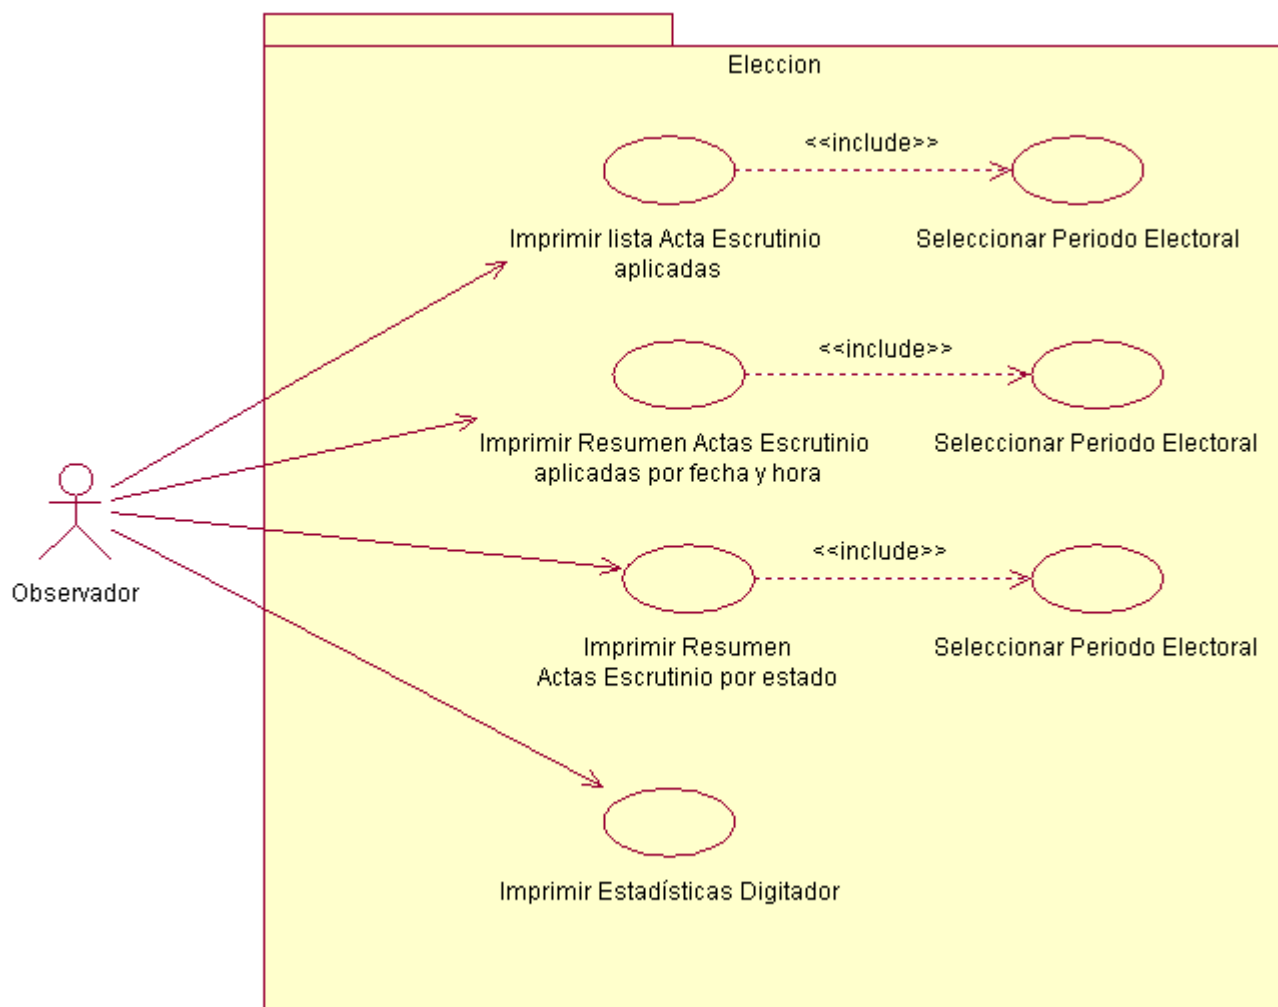 Eleccion
<<include>>
Imprimir lista Acta Escrutinio
aplicadas
Seleccionar Periodo Electoral
<<include>>
Imprimir Resumen Actas Escrutinio
aplicadas por fecha y hora
Seleccionar Periodo Electoral
Observador
<<include>>
Imprimir Resumen
Actas Escrutinio por estado
Seleccionar Periodo Electoral
Imprimir Estadísticas Digitador